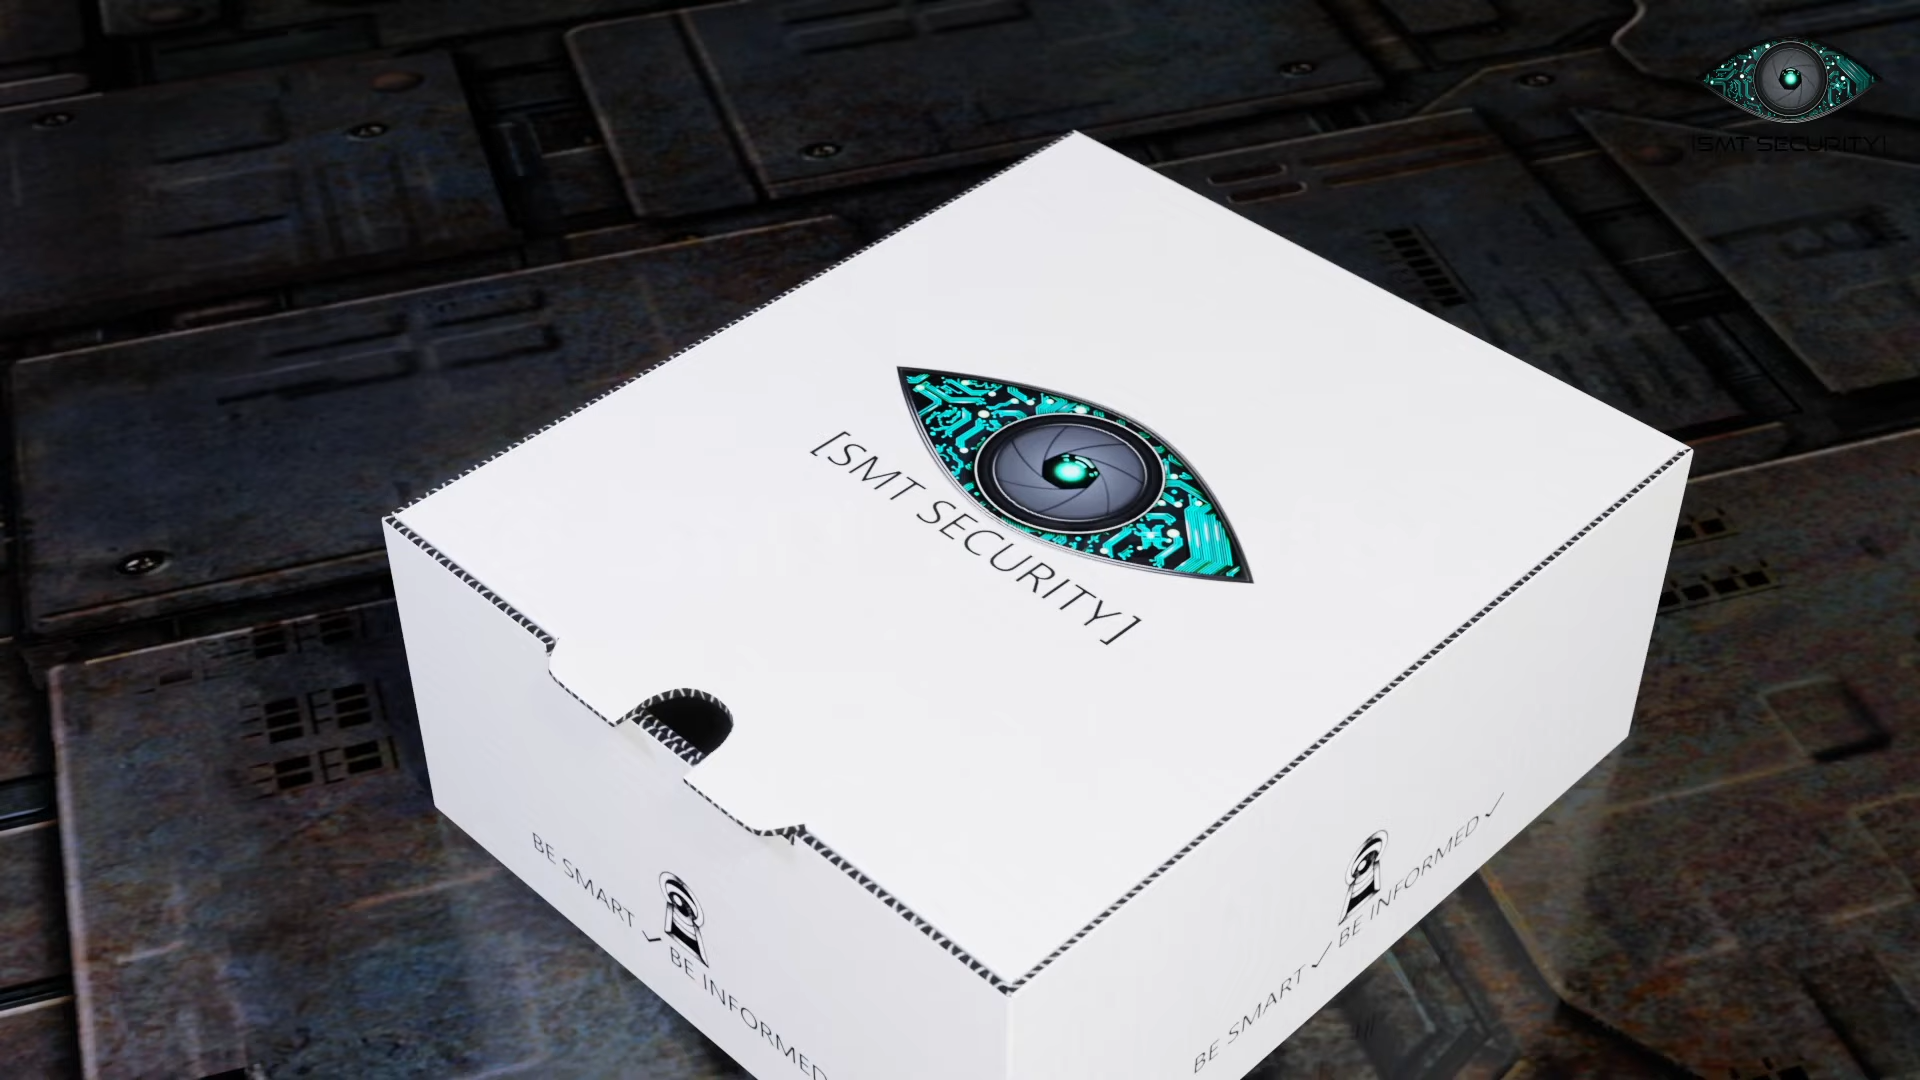 [SMT SECURITY]
[SMT SECURITY]
BE SMART ✓ BE INFORMED
BE SMART ✓ BE INFORMED ✓